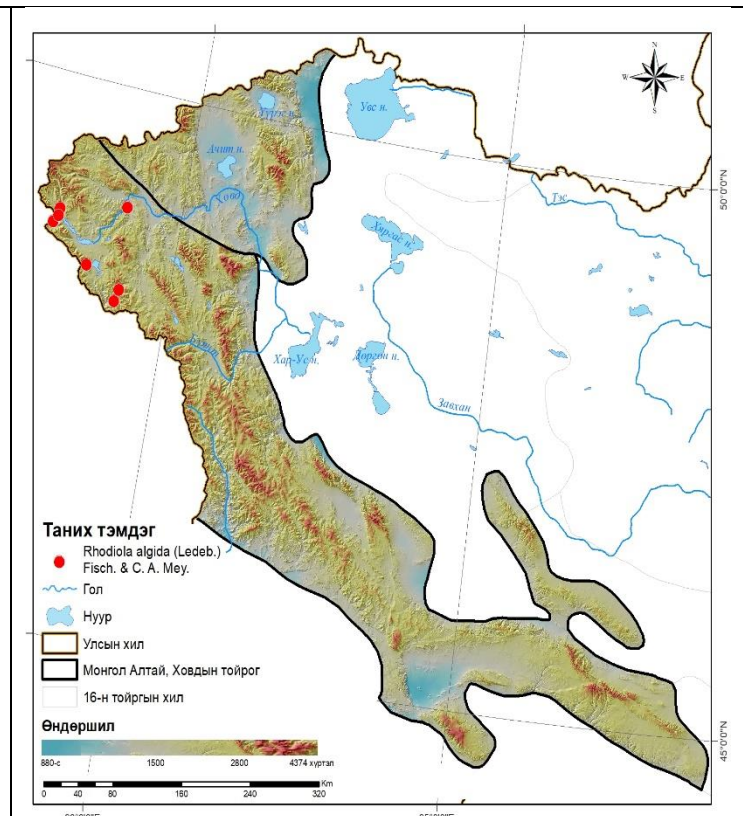 N
W E
S
Увс н.
Ачит н.
Ховд
Тэс
50°0'0"N
Хяргас н.
Хар-Ус н.
Дөргөн н.
Завхан
Таних тэмдэг
Rhodiola algida (Ledeb.)
Fisch. & C. A. Mey.
Гол
Нуур
Улсын хил
Монгол Алтай, Ховдын тойрог
16-н тойргын хил
Өндөршил
880-с 1500 2800 4374 хүртэл
Km
0 40 80 160 240 320
45°0'0"N